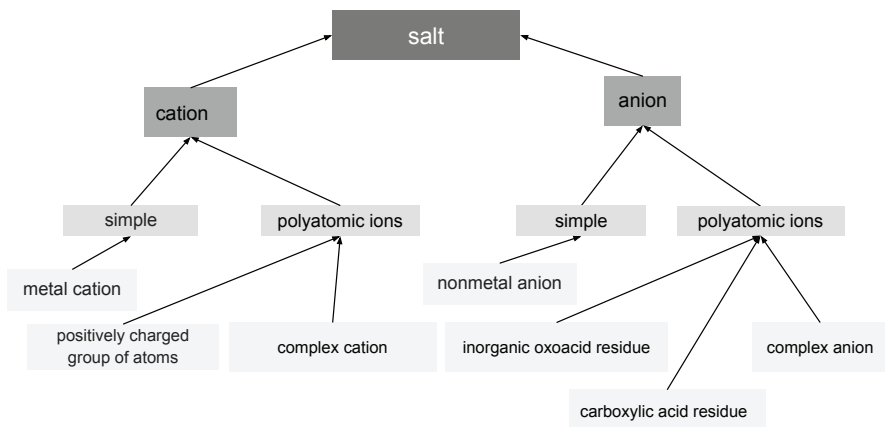 salt
cation
anion
simple
polyatomic ions
simple
polyatomic ions
metal cation
nonmetal anion
positively charged
group of atoms
complex cation
inorganic oxoacid residue
complex anion
carboxylic acid residue